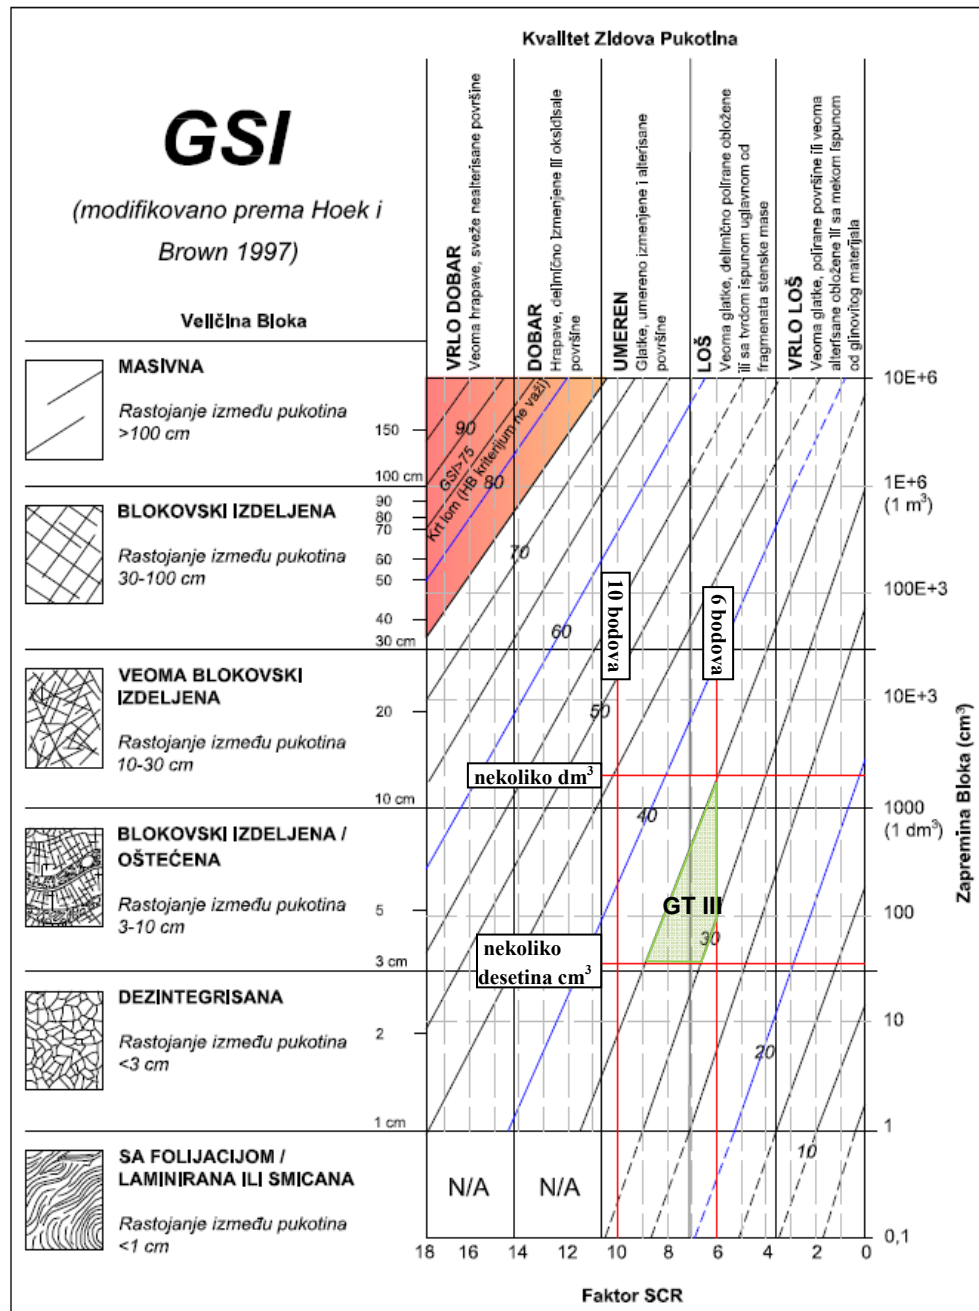 Kvalitet Zidova Pukotina
GSI
(modifikovano prema Hoek i
Brown 1997)
Veličina Bloka
VRLO DOBAR
Veoma hrapave, sveže nealterisane površine
DOBAR
Hrapave, delimično izmenjene ili oksidisale
površine
UMEREN
Glatke, umereno izmenjene i alterisane
površine
LOŠ
Veoma glatke, delimično polirane obložene
ili sa tvrdom ispunom uglavnom od
fragmenata stenske mase
VRLO LOŠ
Veoma glatke, polirane površine ili veoma
alterisane obložene ili sa mekom ispunom
od glinovitog materijala
MASIVNA
Rastojanje između pukotina
>100 cm
BLOKOVSKI IZDELJENA
Rastojanje između pukotina
30-100 cm
VEOMA BLOKOVSKI
IZDELJENA
Rastojanje između pukotina
10-30 cm
BLOKOVSKI IZDELJENA /
OŠTEĆENA
Rastojanje između pukotina
3-10 cm
DEZINTEGRISANA
Rastojanje između pukotina
<3 cm
SA FOLIJACIJOM /
LAMINIRANA ILI SMICANA
Rastojanje između pukotina
<1 cm
150
100 cm
90
80
70
60
50
40
30 cm
20
10 cm
5
3 cm
2
1 cm
90
GSI>75
80
Krt lom (HB kriterijum ne važi)
70
60
50
40
30
20
10
10 bodova
6 bodova
nekoliko dm³
nekoliko
desetina cm³
GT III
N/A
N/A
10E+6
1E+6
(1 m³)
100E+3
10E+3
1000
(1 dm³)
100
10
1
0,1
Zapremina Bloka (cm³)
18 16 14 12 10 8 6 4 2 0
Faktor SCR